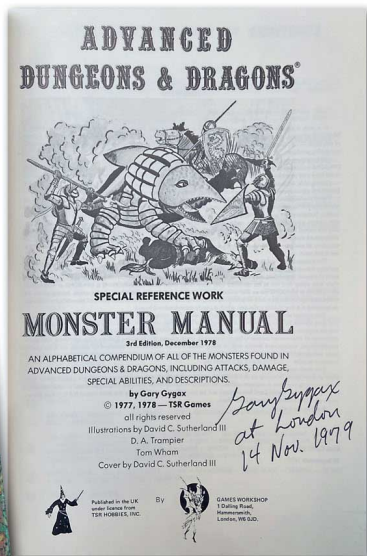 ADVANCED
DUNGEONS & DRAGONS®
SPECIAL REFERENCE WORK
MONSTER MANUAL
3rd Edition, December 1978
AN ALPHABETICAL COMPENDIUM OF ALL OF THE MONSTERS FOUND IN
ADVANCED DUNGEONS & DRAGONS, INCLUDING ATTACKS, DAMAGE,
SPECIAL ABILITIES, AND DESCRIPTIONS.
by Gary Gygax
© 1977, 1978 — TSR Games
all rights reserved
Illustrations by David C. Sutherland III
D. A. Trampier
Tom Wham
Cover by David C. Sutherland III
Gary Gygax
at London
14 Nov. 1979
Published in the UK
under licence from
TSR HOBBIES, INC.
By
GAMES WORKSHOP
1 Dalling Road,
Hammersmith,
London, W6 0JD.